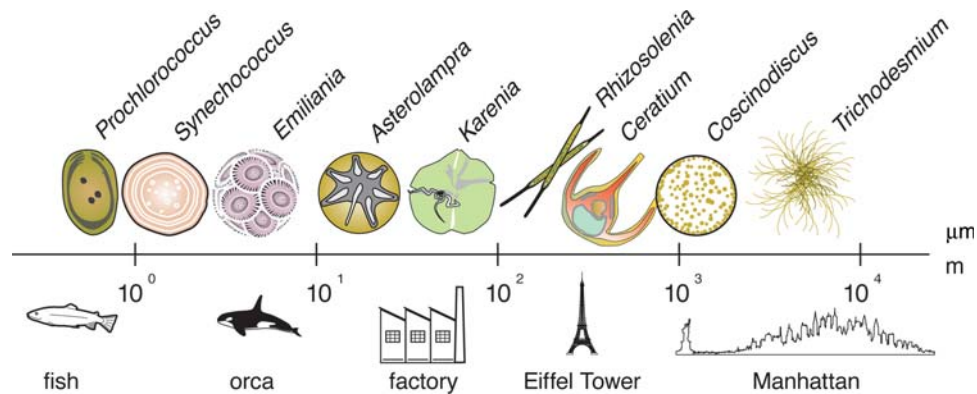 Prochlorococcus
Synechococcus
Emiliania
Asterolampra
Karenia
Rhizosolenia
Ceratium
Coscinodiscus
Trichodesmium
μm
m
10⁰
10¹
10²
10³
10⁴
fish
orca
factory
Eiffel Tower
Manhattan